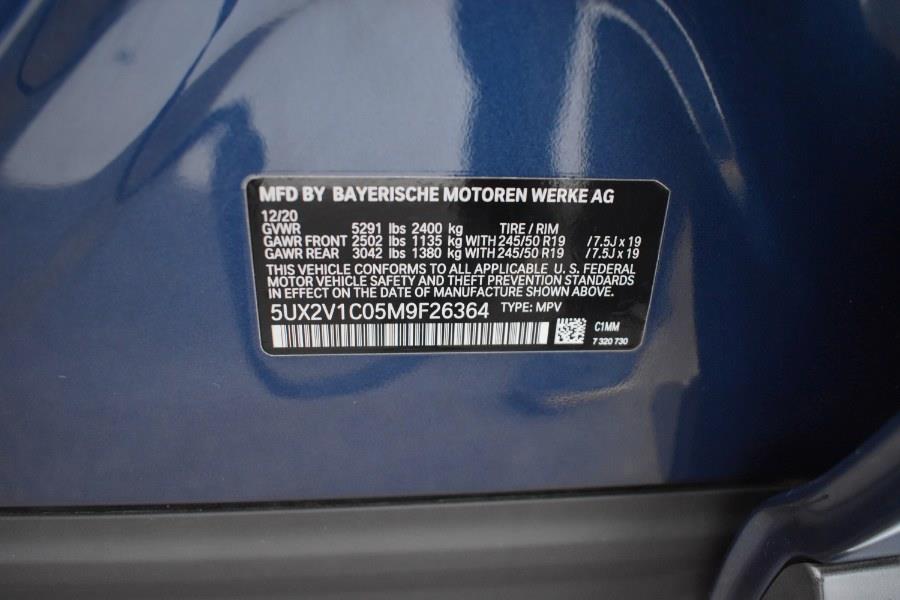 MFD BY BAYERISCHE MOTOREN WERKE AG
12/20
GVWR 5291 lbs 2400 kg TIRE / RIM
GAWR FRONT 2502 lbs 1135 kg WITH 245/50 R19 / 7.5J x 19
GAWR REAR 3042 lbs 1380 kg WITH 245/50 R19 / 7.5J x 19
THIS VEHICLE CONFORMS TO ALL APPLICABLE U. S. FEDERAL
MOTOR VEHICLE SAFETY AND THEFT PREVENTION STANDARDS
IN EFFECT ON THE DATE OF MANUFACTURE SHOWN ABOVE.
5UX2V1C05M9F26364 TYPE: MPV
C1MM
7 320 730